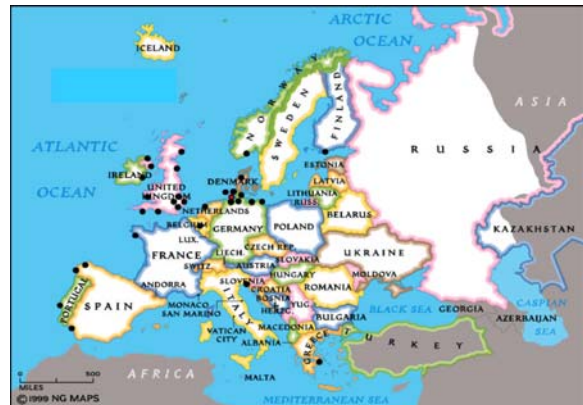 ARCTIC
OCEAN
ICELAND
NORWAY
SWEDEN
FINLAND
ASIA
RUSSIA
ATLANTIC
OCEAN
ESTONIA
LATVIA
LITHUANIA
RUSS.
DENMARK
IRELAND
UNITED
KINGDOM
NETHERLANDS
BELARUS
BELGIUM
GERMANY
POLAND
KAZAKHSTAN
LUX.
CZECH REP.
UKRAINE
SLOVAKIA
FRANCE
LIECH.
SWITZ.
AUSTRIA
HUNGARY
MOLDOVA
SLOVENIA
CROATIA
ROMANIA
ANDORRA
BOSNIA
HERZG.
YUG.
PORTUGAL
SPAIN
MONACO
SAN MARINO
ITALY
BULGARIA
BLACK SEA
GEORGIA
CASPIAN
SEA
AZERBAIJAN
VATICAN
CITY
MACEDONIA
ALBANIA
GREECE
TURKEY
AFRICA
MALTA
MEDITERRANEAN SEA
0 500
MILES
©1999 NG MAPS